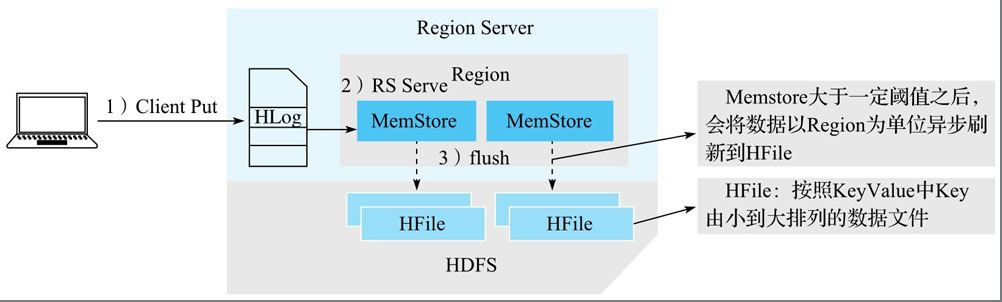 Region Server
1）Client Put
HLog
2）RS Serve
Region
MemStore
MemStore
3）flush
HFile
HFile
HDFS
Memstore大于一定阈值之后，
会将数据以Region为单位异步刷
新到HFile
HFile：按照KeyValue中Key
由小到大排列的数据文件